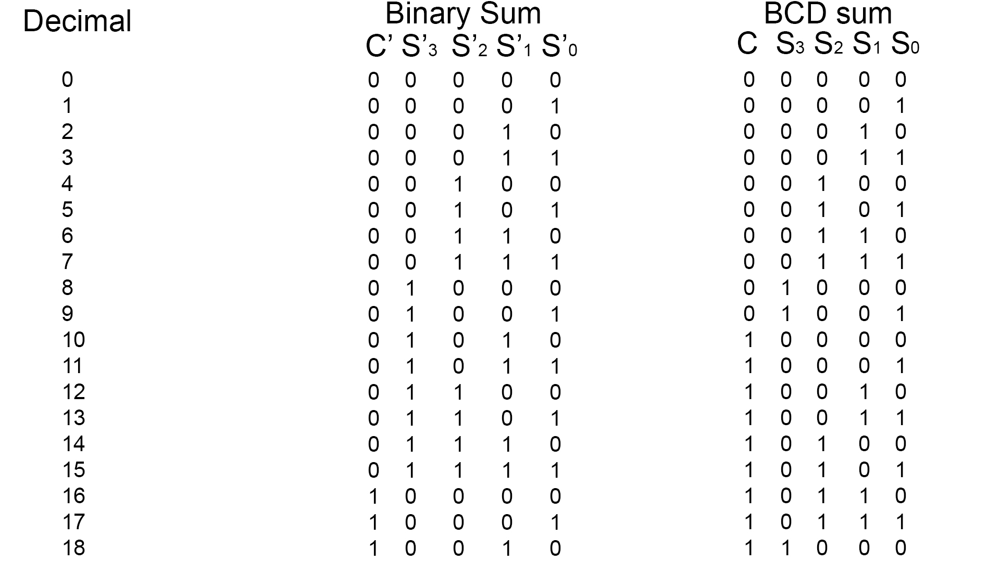 Decimal Binary Sum BCD sum
C’ S’3 S’2 S’1 S’0 C S3 S2 S1 S0
0 0 0 0 0 0 0 0 0 0 0
1 0 0 0 0 1 0 0 0 0 1
2 0 0 0 1 0 0 0 0 1 0
3 0 0 0 1 1 0 0 0 1 1
4 0 0 1 0 0 0 0 1 0 0
5 0 0 1 0 1 0 0 1 0 1
6 0 0 1 1 0 0 0 1 1 0
7 0 0 1 1 1 0 0 1 1 1
8 0 1 0 0 0 0 1 0 0 0
9 0 1 0 0 1 0 1 0 0 1
10 0 1 0 1 0 1 0 0 0 0
11 0 1 0 1 1 1 0 0 0 1
12 0 1 1 0 0 1 0 0 1 0
13 0 1 1 0 1 1 0 0 1 1
14 0 1 1 1 0 1 0 1 0 0
15 0 1 1 1 1 1 0 1 0 1
16 1 0 0 0 0 1 0 1 1 0
17 1 0 0 0 1 1 0 1 1 1
18 1 0 0 1 0 1 1 0 0 0